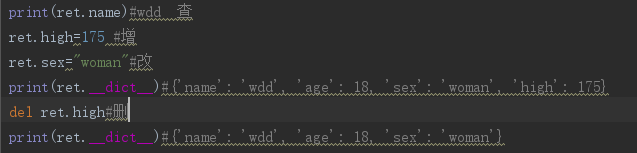 print(ret.name)#wdd  查
ret.high=175 #增
ret.sex="woman"#改
print(ret.__dict__)#{'name': 'wdd', 'age': 18, 'sex': 'woman', 'high': 175}
del ret.high#删
print(ret.__dict__)#{'name': 'wdd', 'age': 18, 'sex': 'woman'}